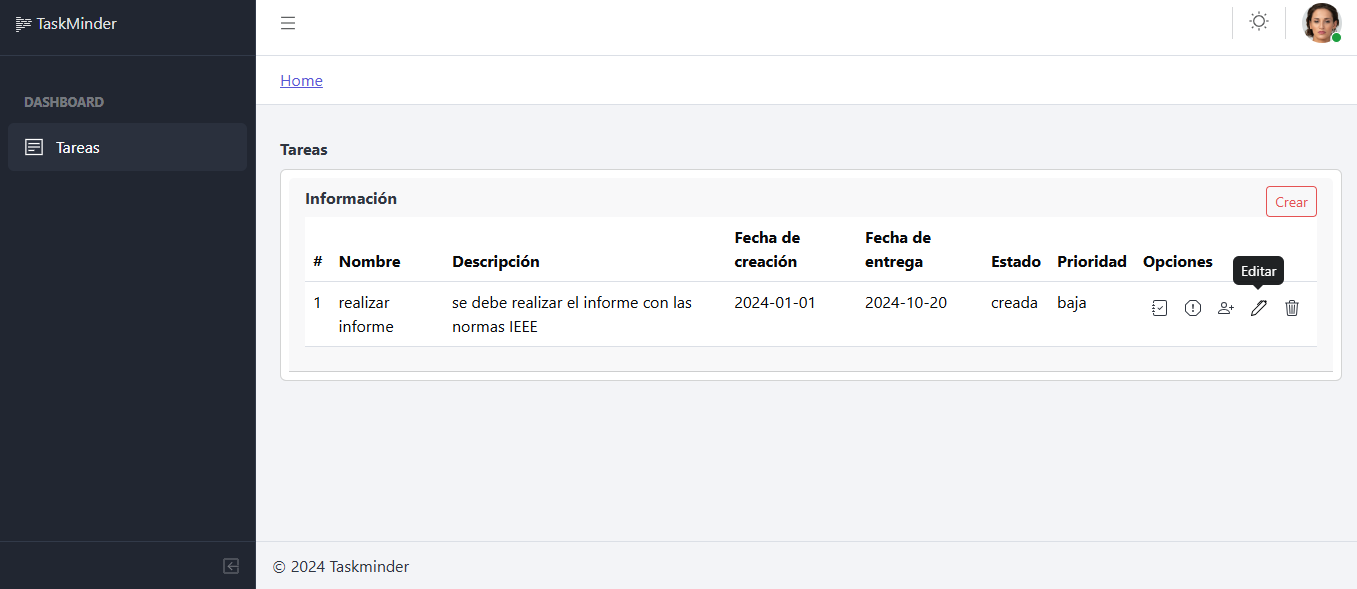 TaskMinder
Home
DASHBOARD
Tareas
Tareas
Información
Crear
# Nombre Descripción Fecha de creación Fecha de entrega Estado Prioridad Opciones
Editar
1 realizar informe se debe realizar el informe con las normas IEEE 2024-01-01 2024-10-20 creada baja
© 2024 Taskminder